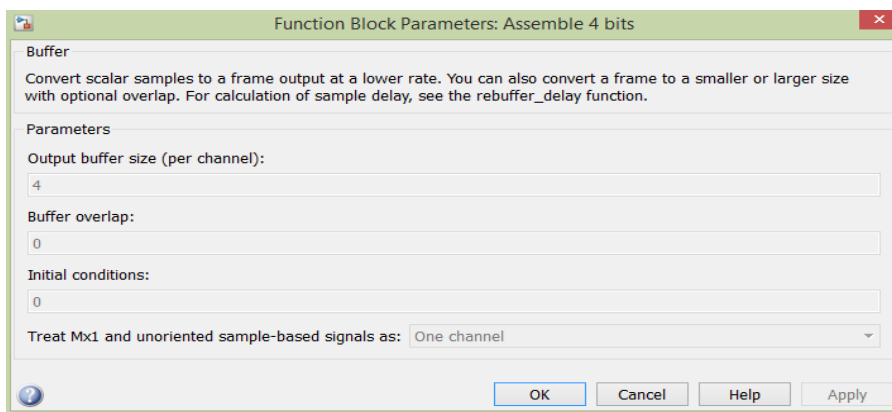 Function Block Parameters: Assemble 4 bits
Buffer
Convert scalar samples to a frame output at a lower rate. You can also convert a frame to a smaller or larger size
with optional overlap. For calculation of sample delay, see the rebuffer_delay function.
Parameters
Output buffer size (per channel):
4
Buffer overlap:
0
Initial conditions:
0
Treat Mx1 and unoriented sample-based signals as: One channel
OK Cancel Help Apply